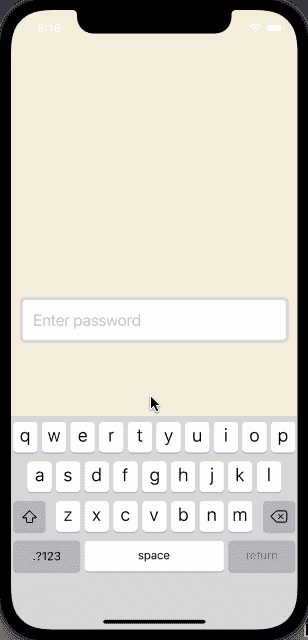 5:16
Enter password
q w e r t y u i o p
a s d f g h j k l
z x c v b n m
.?123 space return